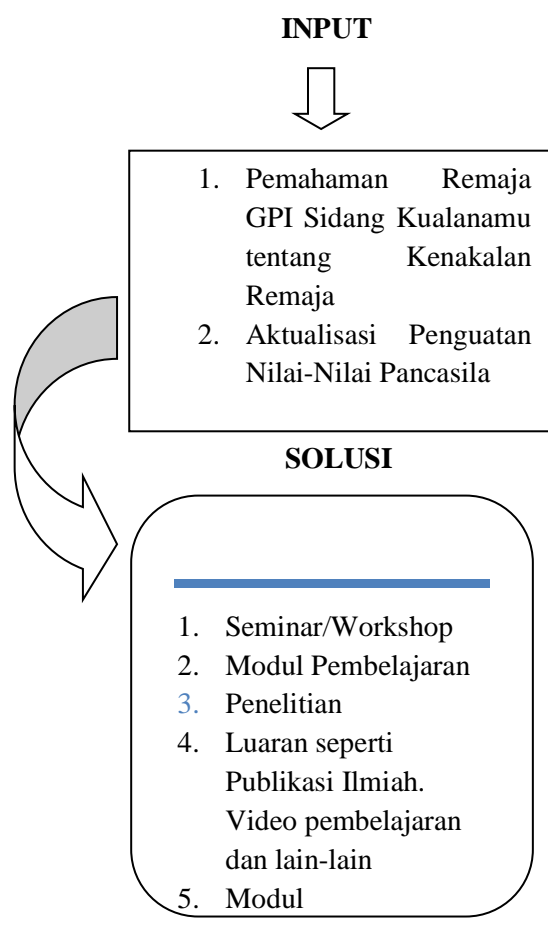 INPUT
1. Pemahaman Remaja
GPI Sidang Kualanamu
tentang Kenakalan
Remaja
2. Aktualisasi Penguatan
Nilai-Nilai Pancasila
SOLUSI
1. Seminar/Workshop
2. Modul Pembelajaran
3. Penelitian
4. Luaran seperti
Publikasi Ilmiah.
Video pembelajaran
dan lain-lain
5. Modul